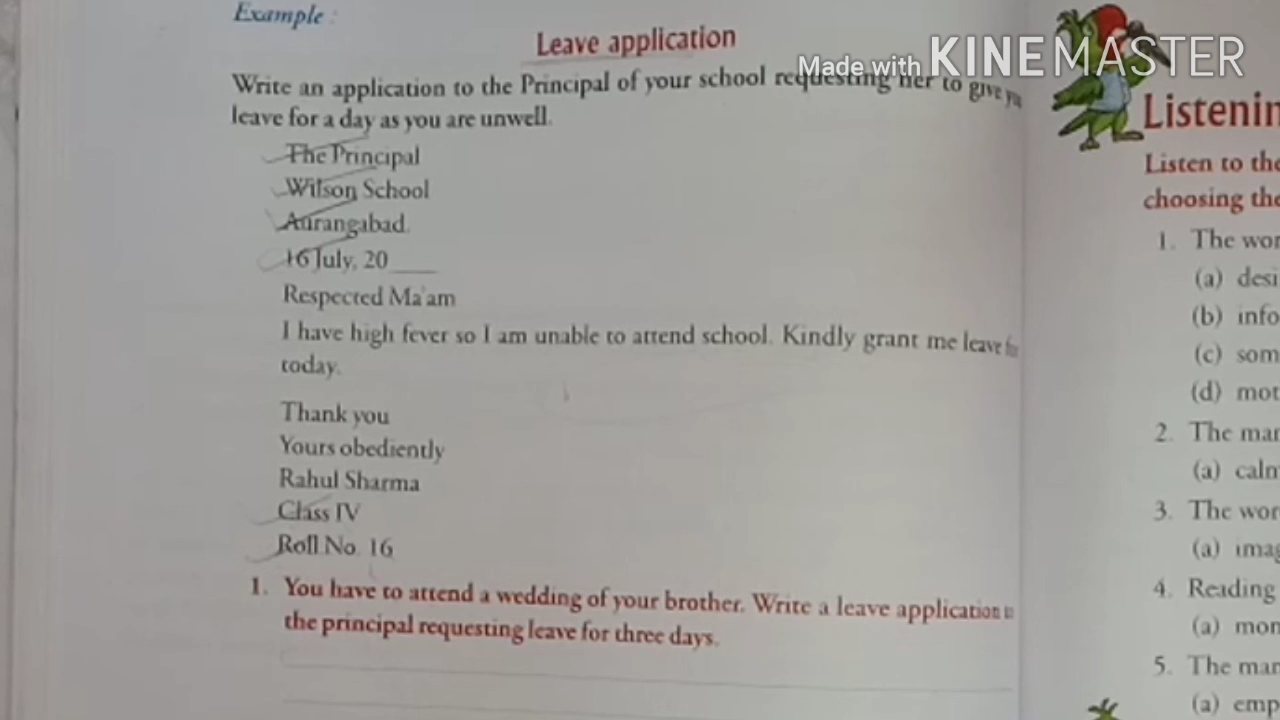 Example :
Leave application
Made with KINEMASTER
Write an application to the Principal of your school requesting her to give you
leave for a day as you are unwell.
The Principal
Wilson School
Aurangabad.
16 July, 20___
Respected Ma'am
I have high fever so I am unable to attend school. Kindly grant me leave for
today.
Thank you
Yours obediently
Rahul Sharma
Class IV
Roll No. 16
1. You have to attend a wedding of your brother. Write a leave application to
the principal requesting leave for three days.
Listenin
Listen to the
choosing the
1. The wor
(a) desi
(b) info
(c) som
(d) mot
2. The man
(a) calm
3. The wor
(a) imag
4. Reading
(a) mon
5. The man
(a) emp